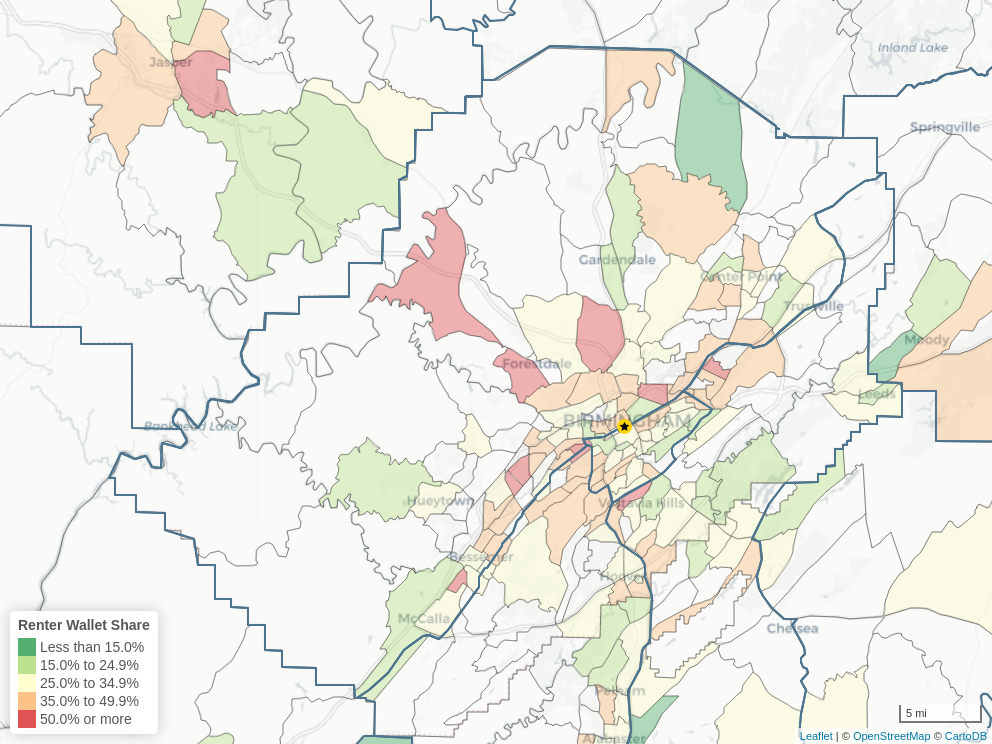 Inland Lake
Jasper
Springville
Gardendale
Center Point
Trussville
Moody
Forestdale
Leeds
BIRMINGHAM
Bankhead Lake
Hueytown
Vestavia Hills
Bessemer
Hoover
McCalla
Chelsea
Pelham
Alabaster
Renter Wallet Share
Less than 15.0%
15.0% to 24.9%
25.0% to 34.9%
35.0% to 49.9%
50.0% or more
5 mi
Leaflet | © OpenStreetMap © CartoDB